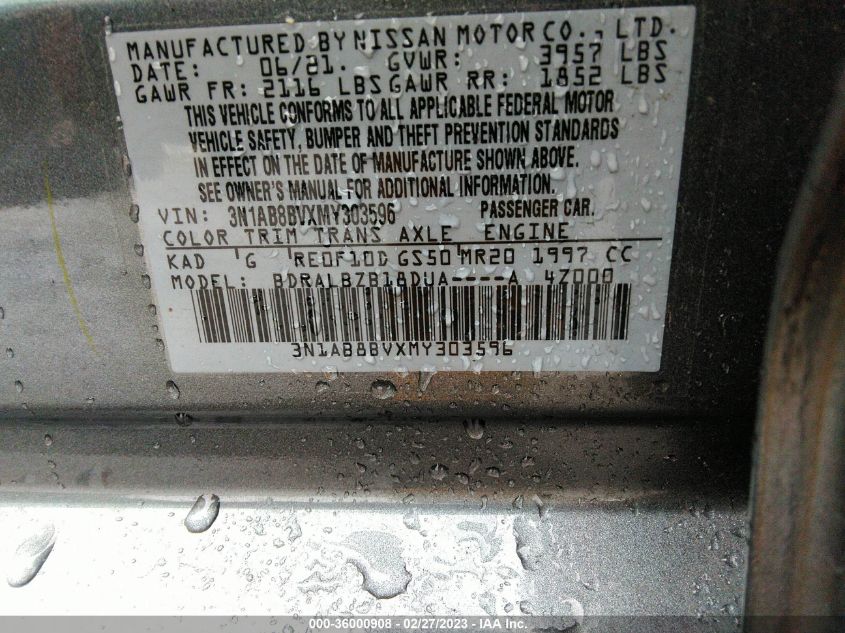 MANUFACTURED BY NISSAN MOTOR CO., LTD.
DATE: 06/21. GVWR: 3957 LBS
GAWR FR: 2116 LBS GAWR RR: 1852 LBS
THIS VEHICLE CONFORMS TO ALL APPLICABLE FEDERAL MOTOR
VEHICLE SAFETY, BUMPER AND THEFT PREVENTION STANDARDS
IN EFFECT ON THE DATE OF MANUFACTURE SHOWN ABOVE.
SEE OWNER'S MANUAL FOR ADDITIONAL INFORMATION.
VIN: 3N1AB8BVXMY303596 PASSENGER CAR.
COLOR TRIM TRANS AXLE ENGINE
KAD G RE0F10D GS50 MR20 1997 CC
MODEL: BDRALBZB18DUA----A 4Z000
3N1AB8BVXMY303596
000-36000908 - 02/27/2023 - IAA Inc.